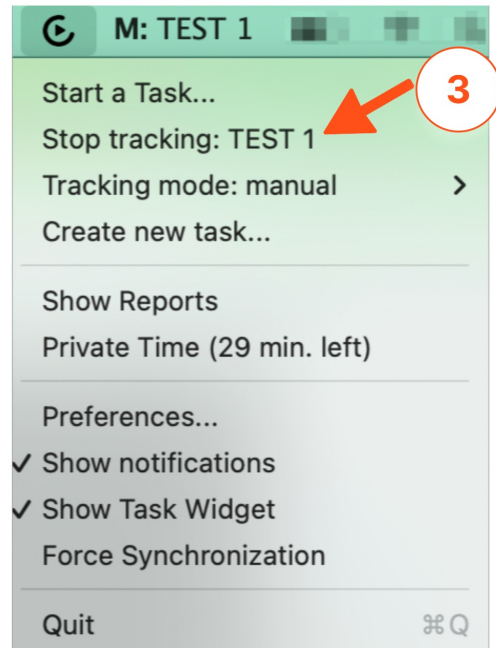 M: TEST 1
3
Start a Task...
Stop tracking: TEST 1
Tracking mode: manual
Create new task...
Show Reports
Private Time (29 min. left)
Preferences...
✓ Show notifications
✓ Show Task Widget
Force Synchronization
Quit ⌘Q